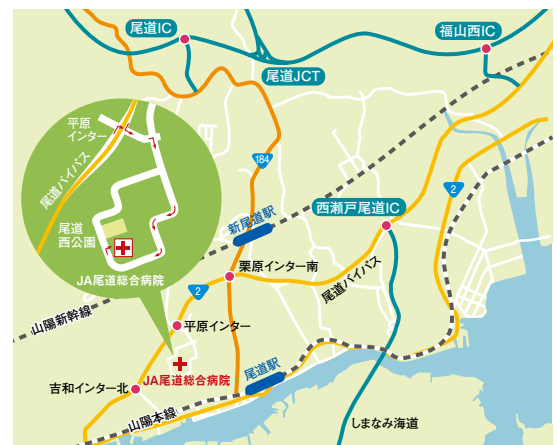 尾道IC
福山西IC
尾道JCT
平原
インター
尾道バイパス
184
尾道
西公園
新尾道駅
西瀬戸尾道IC
2
JA尾道総合病院
栗原インター南
尾道バイパス
2
山陽新幹線
平原インター
JA尾道総合病院
尾道駅
吉和インター北
山陽本線
しまなみ海道